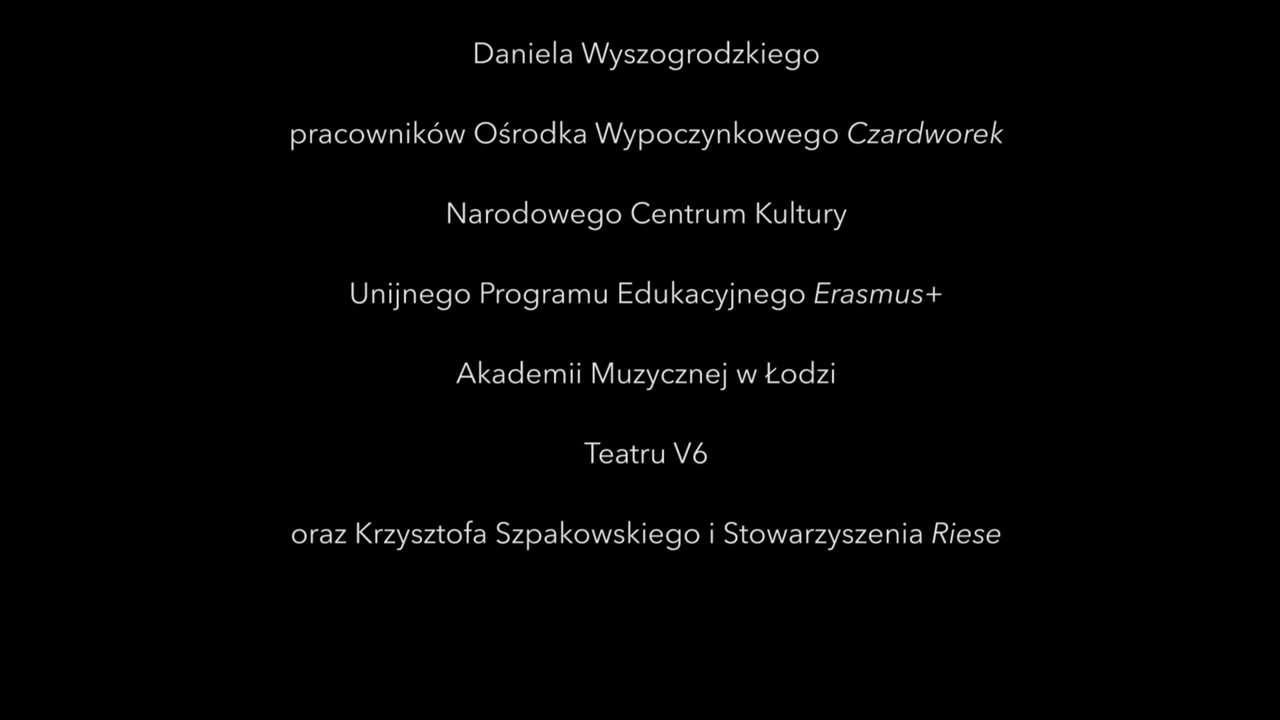 Daniela Wyszogrodzkiego
pracowników Ośrodka Wypoczynkowego Czardworek
Narodowego Centrum Kultury
Unijnego Programu Edukacyjnego Erasmus+
Akademii Muzycznej w Łodzi
Teatru V6
oraz Krzysztofa Szpakowskiego i Stowarzyszenia Riese